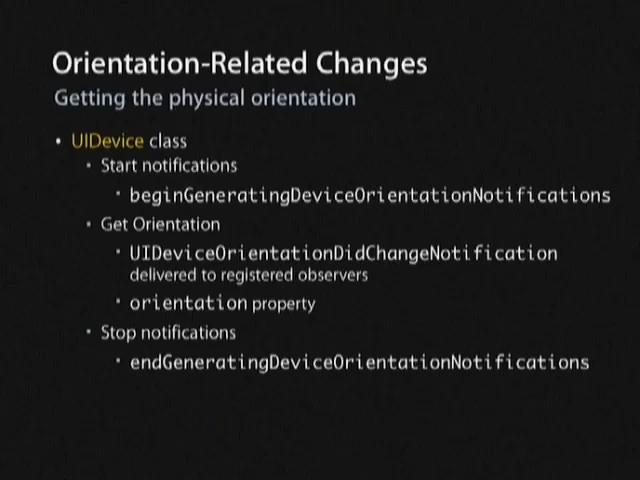 Orientation-Related Changes
Getting the physical orientation
• UIDevice class
• Start notifications
• beginGeneratingDeviceOrientationNotifications
• Get Orientation
• UIDeviceOrientationDidChangeNotification
delivered to registered observers
• orientation property
• Stop notifications
• endGeneratingDeviceOrientationNotifications